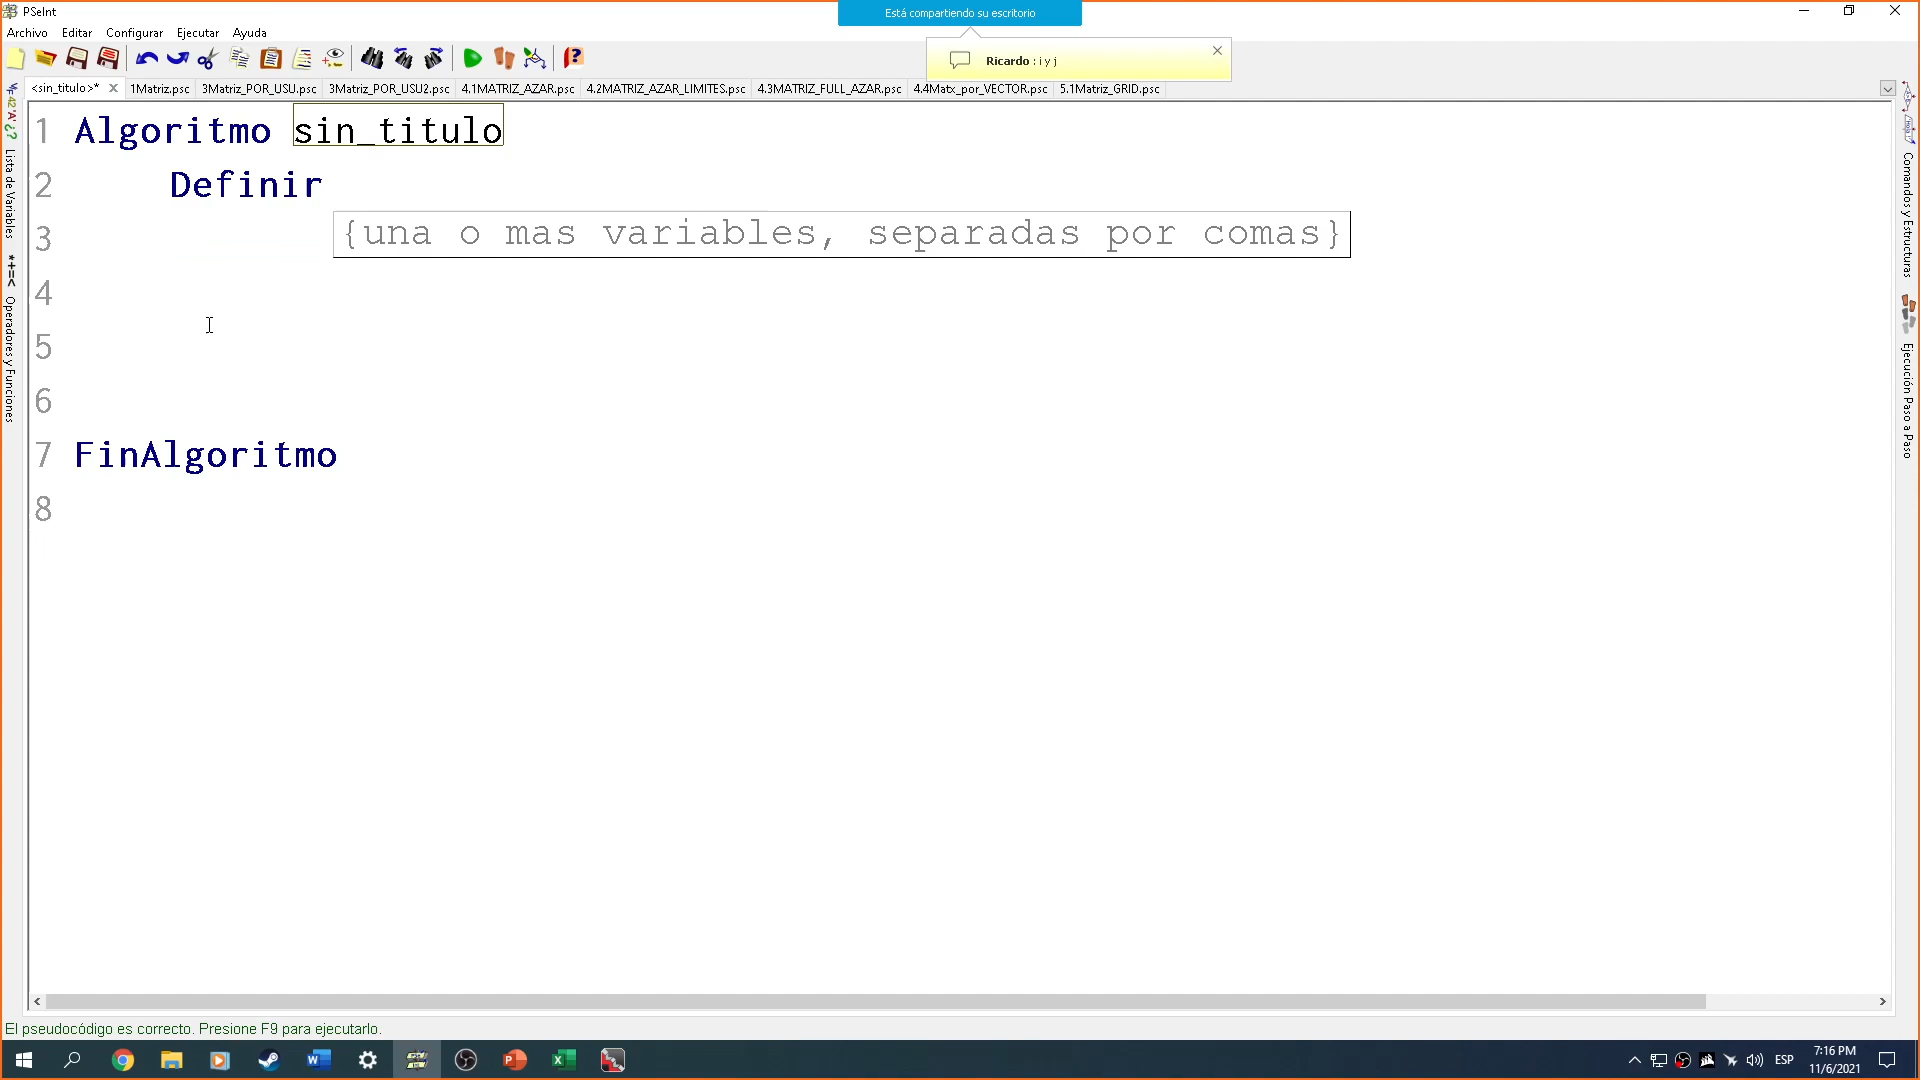 PSeInt
Está compartiendo su escritorio
Archivo Editar Configurar Ejecutar Ayuda
Ricardo : i y j
<sin_titulo>* 1Matriz.psc 3Matriz_POR_USU.psc 3Matriz_POR_USU2.psc 4.1MATRIZ_AZAR.psc 4.2MATRIZ_AZAR_LIMITES.psc 4.3MATRIZ_FULL_AZAR.psc 4.4Matx_por_VECTOR.psc 5.1Matriz_GRID.psc
1 Algoritmo sin_titulo
2 Definir
3 {una o mas variables, separadas por comas}
4
5
6
7 FinAlgoritmo
8
Lista de Variables
*+=< Operadores y Funciones
Comandos y Estructuras
Ejecución Paso a Paso
El pseudocódigo es correcto. Presione F9 para ejecutarlo.
ESP
7:16 PM
11/6/2021